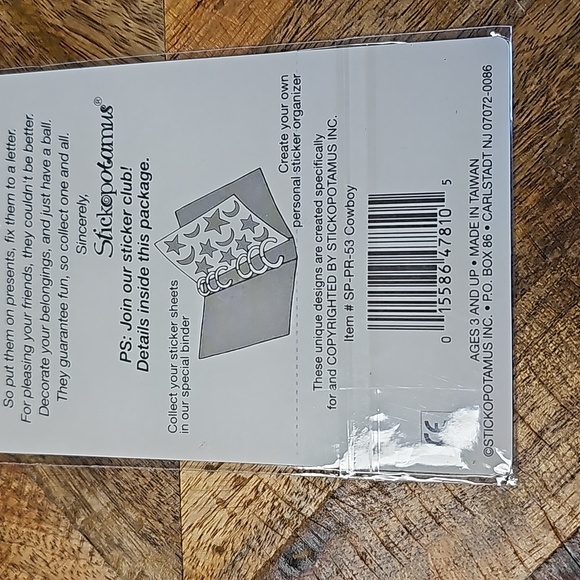 So put them on presents, fix them to a letter.
For pleasing your friends, they couldn't be better.
Decorate your belongings, and just have a ball.
They guarantee fun, so collect one and all.
Sincerely,
Stickopotamus®
PS: Join our sticker club!
Details inside this package.
Collect your sticker sheets
in our special binder
Create your own
personal sticker organizer
These unique designs are created specifically
for and COPYRIGHTED BY STICKOPOTAMUS INC.
Item # SP-PR-53 Cowboy
0 15586 47810 5
CE
AGES 3 AND UP • MADE IN TAIWAN
©STICKOPOTAMUS INC. • P.O. BOX 86 • CARLSTADT NJ 07072-0086